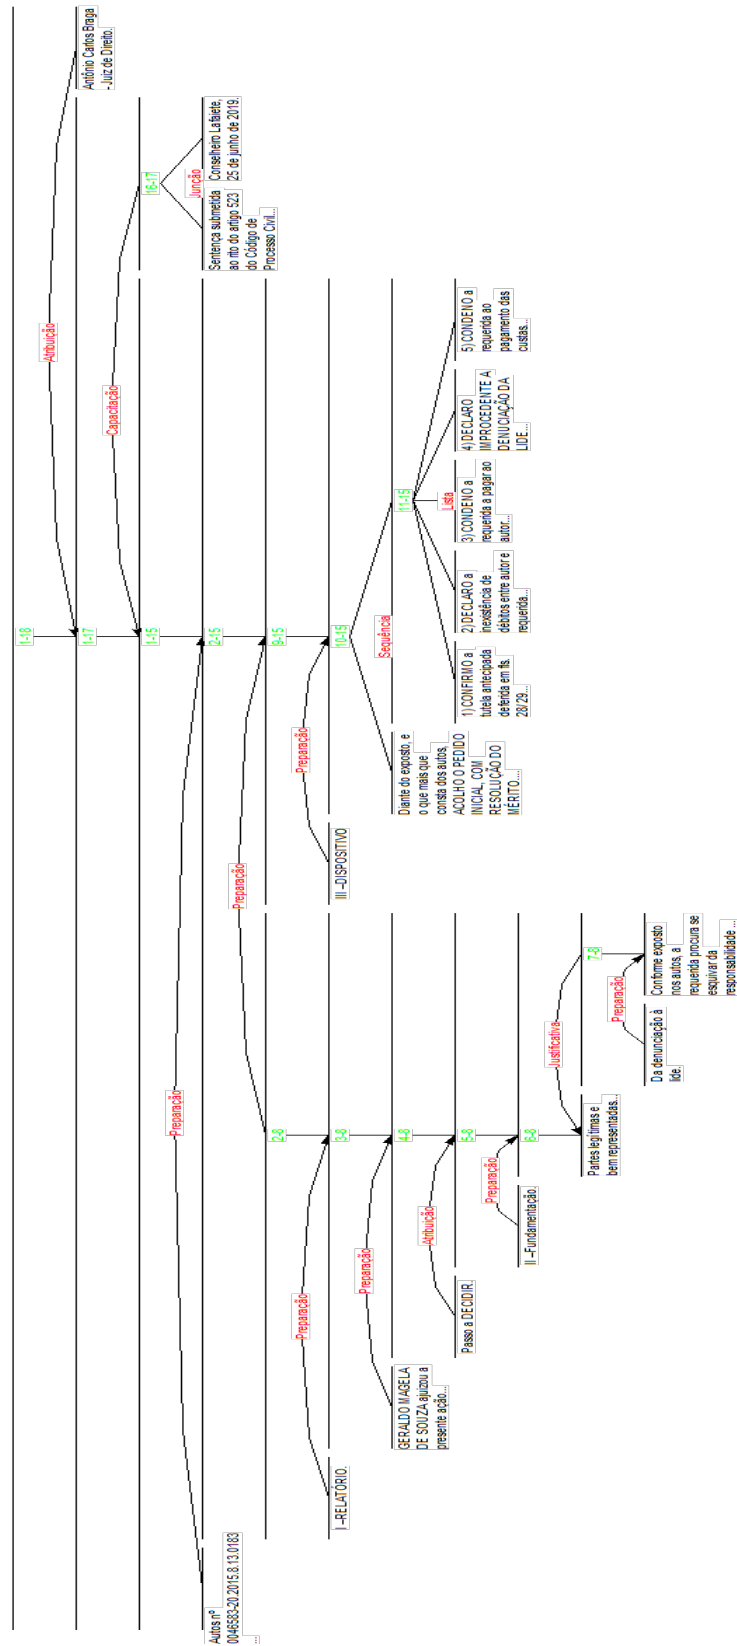 1-18
Atribuição
1-17
Antônio Carlos Braga
- Juiz de Direito.
Capacitação
1-15
16-17
Junção
Sentença submetida
ao rito do artigo 523
do Código de
Processo Civil...
Conselheiro Lafaiete,
25 de junho de 2019.
Preparação
Autos nº
0046583-20.2015.8.13.0183
...
2-15
Preparação
2-8
9-15
Preparação
I –RELATÓRIO.
3-8
Preparação
GERALDO MAGELA
DE SOUZA ajuizou a
presente ação...
4-8
Atribuição
Passo a DECIDIR.
5-8
Preparação
II –Fundamentação.
6-8
Justificativa
Partes legítimas e
bem representadas...
7-8
Preparação
Da denunciação à
lide.
Conforme exposto
nos autos, a
requerida procura se
esquivar da
responsabilidade ...
Preparação
III –DISPOSITIVO
10-15
Sequência
Diante do exposto, e
o que mais que
consta dos autos,
ACOLHO O PEDIDO
INICIAL, COM
RESOLUÇÃO DO
MÉRITO....
11-15
Lista
1) CONFIRMO a
tutela antecipada
deferida em fls.
28/29...
2) DECLARO a
inexistência de
débitos entre autor e
requerida...
3) CONDENO a
requerida a pagar ao
autor...
4) DECLARO
IMPROCEDENTE A
DENUCIAÇÃO DA
LIDE...
5) CONDENO a
requerida ao
pagamento das
custas...